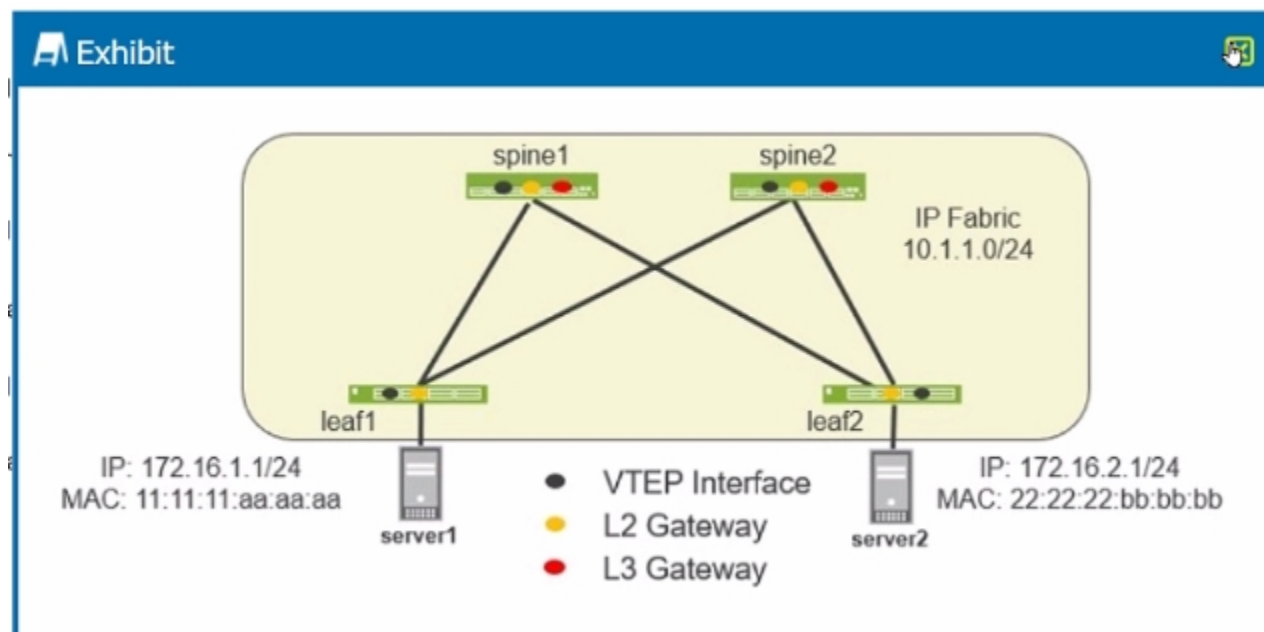 Exhibit
spine1
spine2
IP Fabric
10.1.1.0/24
leaf1
leaf2
IP: 172.16.1.1/24
MAC: 11:11:11:aa:aa:aa
server1
VTEP Interface
L2 Gateway
L3 Gateway
IP: 172.16.2.1/24
MAC: 22:22:22:bb:bb:bb
server2